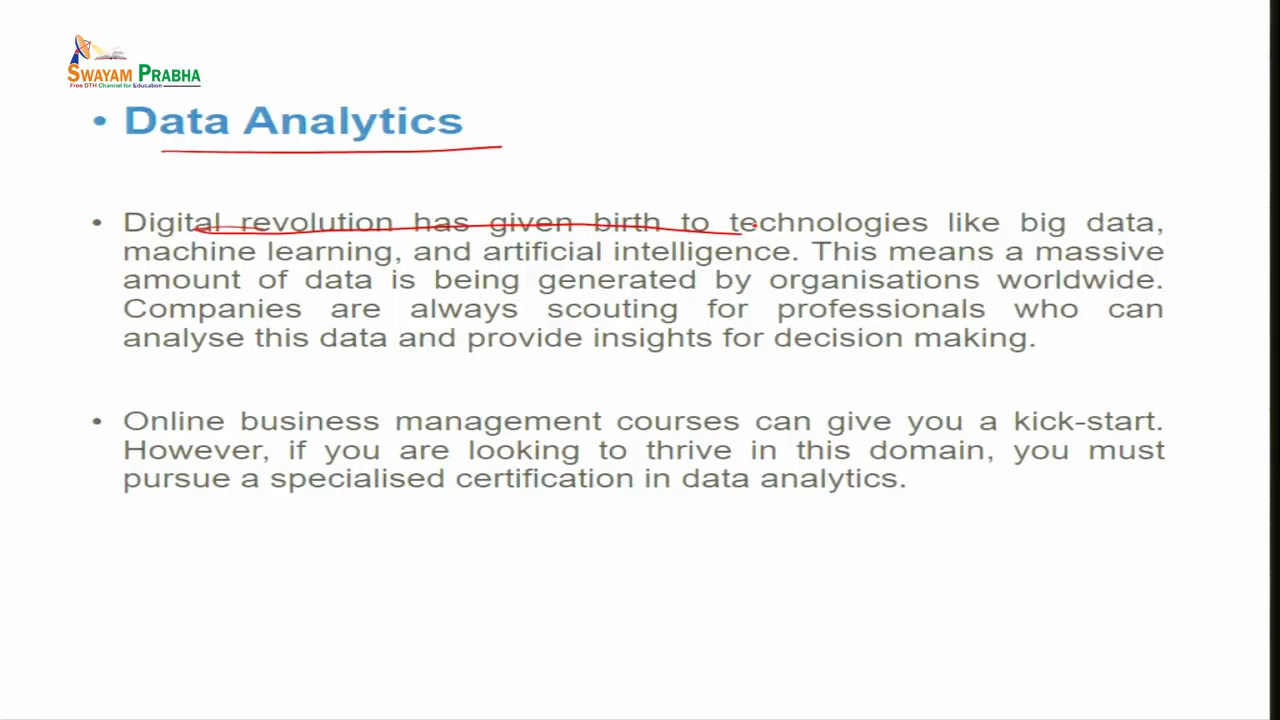 SWAYAM PRABHA
Free DTH Channel for Education
• Data Analytics
• Digital revolution has given birth to technologies like big data,
machine learning, and artificial intelligence. This means a massive
amount of data is being generated by organisations worldwide.
Companies are always scouting for professionals who can
analyse this data and provide insights for decision making.
• Online business management courses can give you a kick-start.
However, if you are looking to thrive in this domain, you must
pursue a specialised certification in data analytics.